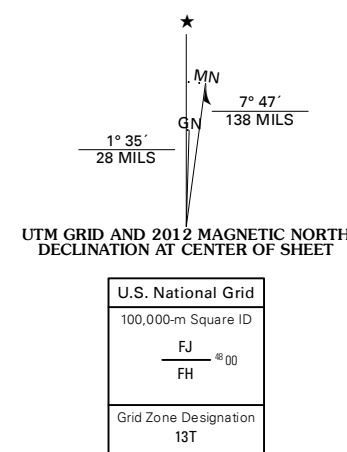 ★
MN
7° 47´
138 MILS
GN
1° 35´
28 MILS
UTM GRID AND 2012 MAGNETIC NORTH
DECLINATION AT CENTER OF SHEET
U.S. National Grid
100,000-m Square ID
FJ
48 00
FH
Grid Zone Designation
13T